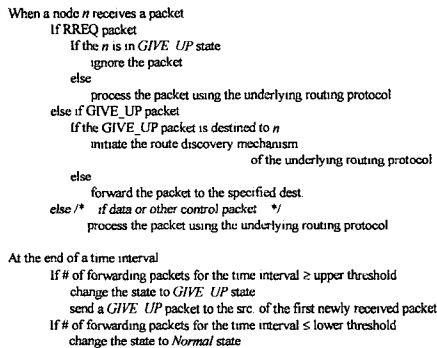 When a node n receives a packet
If RREQ packet
If the n is in GIVE UP state
ignore the packet
else
process the packet using the underlying routing protocol
else if GIVE_UP packet
If the GIVE_UP packet is destined to n
initiate the route discovery mechanism
of the underlying routing protocol
else
forward the packet to the specified dest.
else /* if data or other control packet */
process the packet using the underlying routing protocol
At the end of a time interval
If # of forwarding packets for the time interval ≥ upper threshold
change the state to GIVE UP state
send a GIVE UP packet to the src. of the first newly received packet
If # of forwarding packets for the time interval ≤ lower threshold
change the state to Normal state